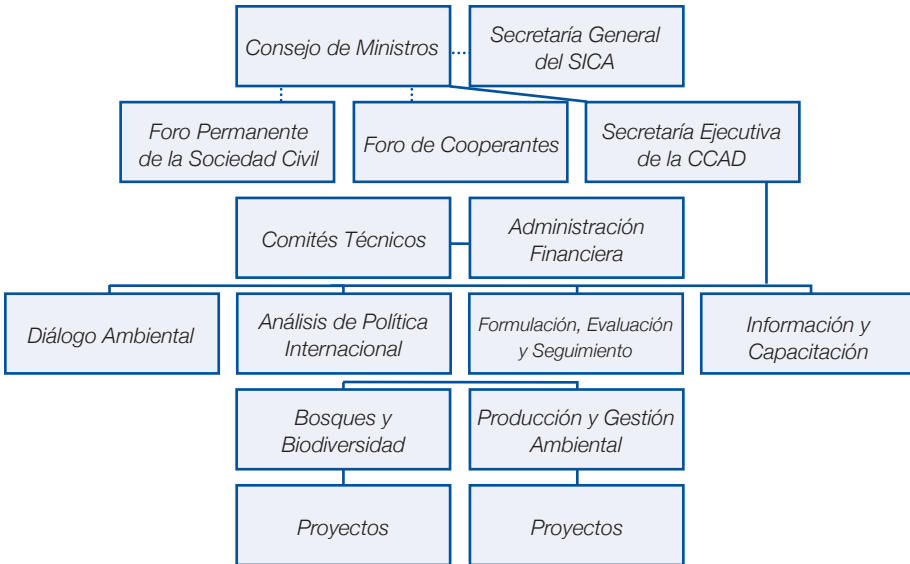 Consejo de Ministros
Secretaría General
del SICA
Foro Permanente
de la Sociedad Civil
Foro de Cooperantes
Secretaría Ejecutiva
de la CCAD
Comités Técnicos
Administración
Financiera
Diálogo Ambiental
Análisis de Política
Internacional
Formulación, Evaluación
y Seguimiento
Información y
Capacitación
Bosques y
Biodiversidad
Producción y Gestión
Ambiental
Proyectos
Proyectos